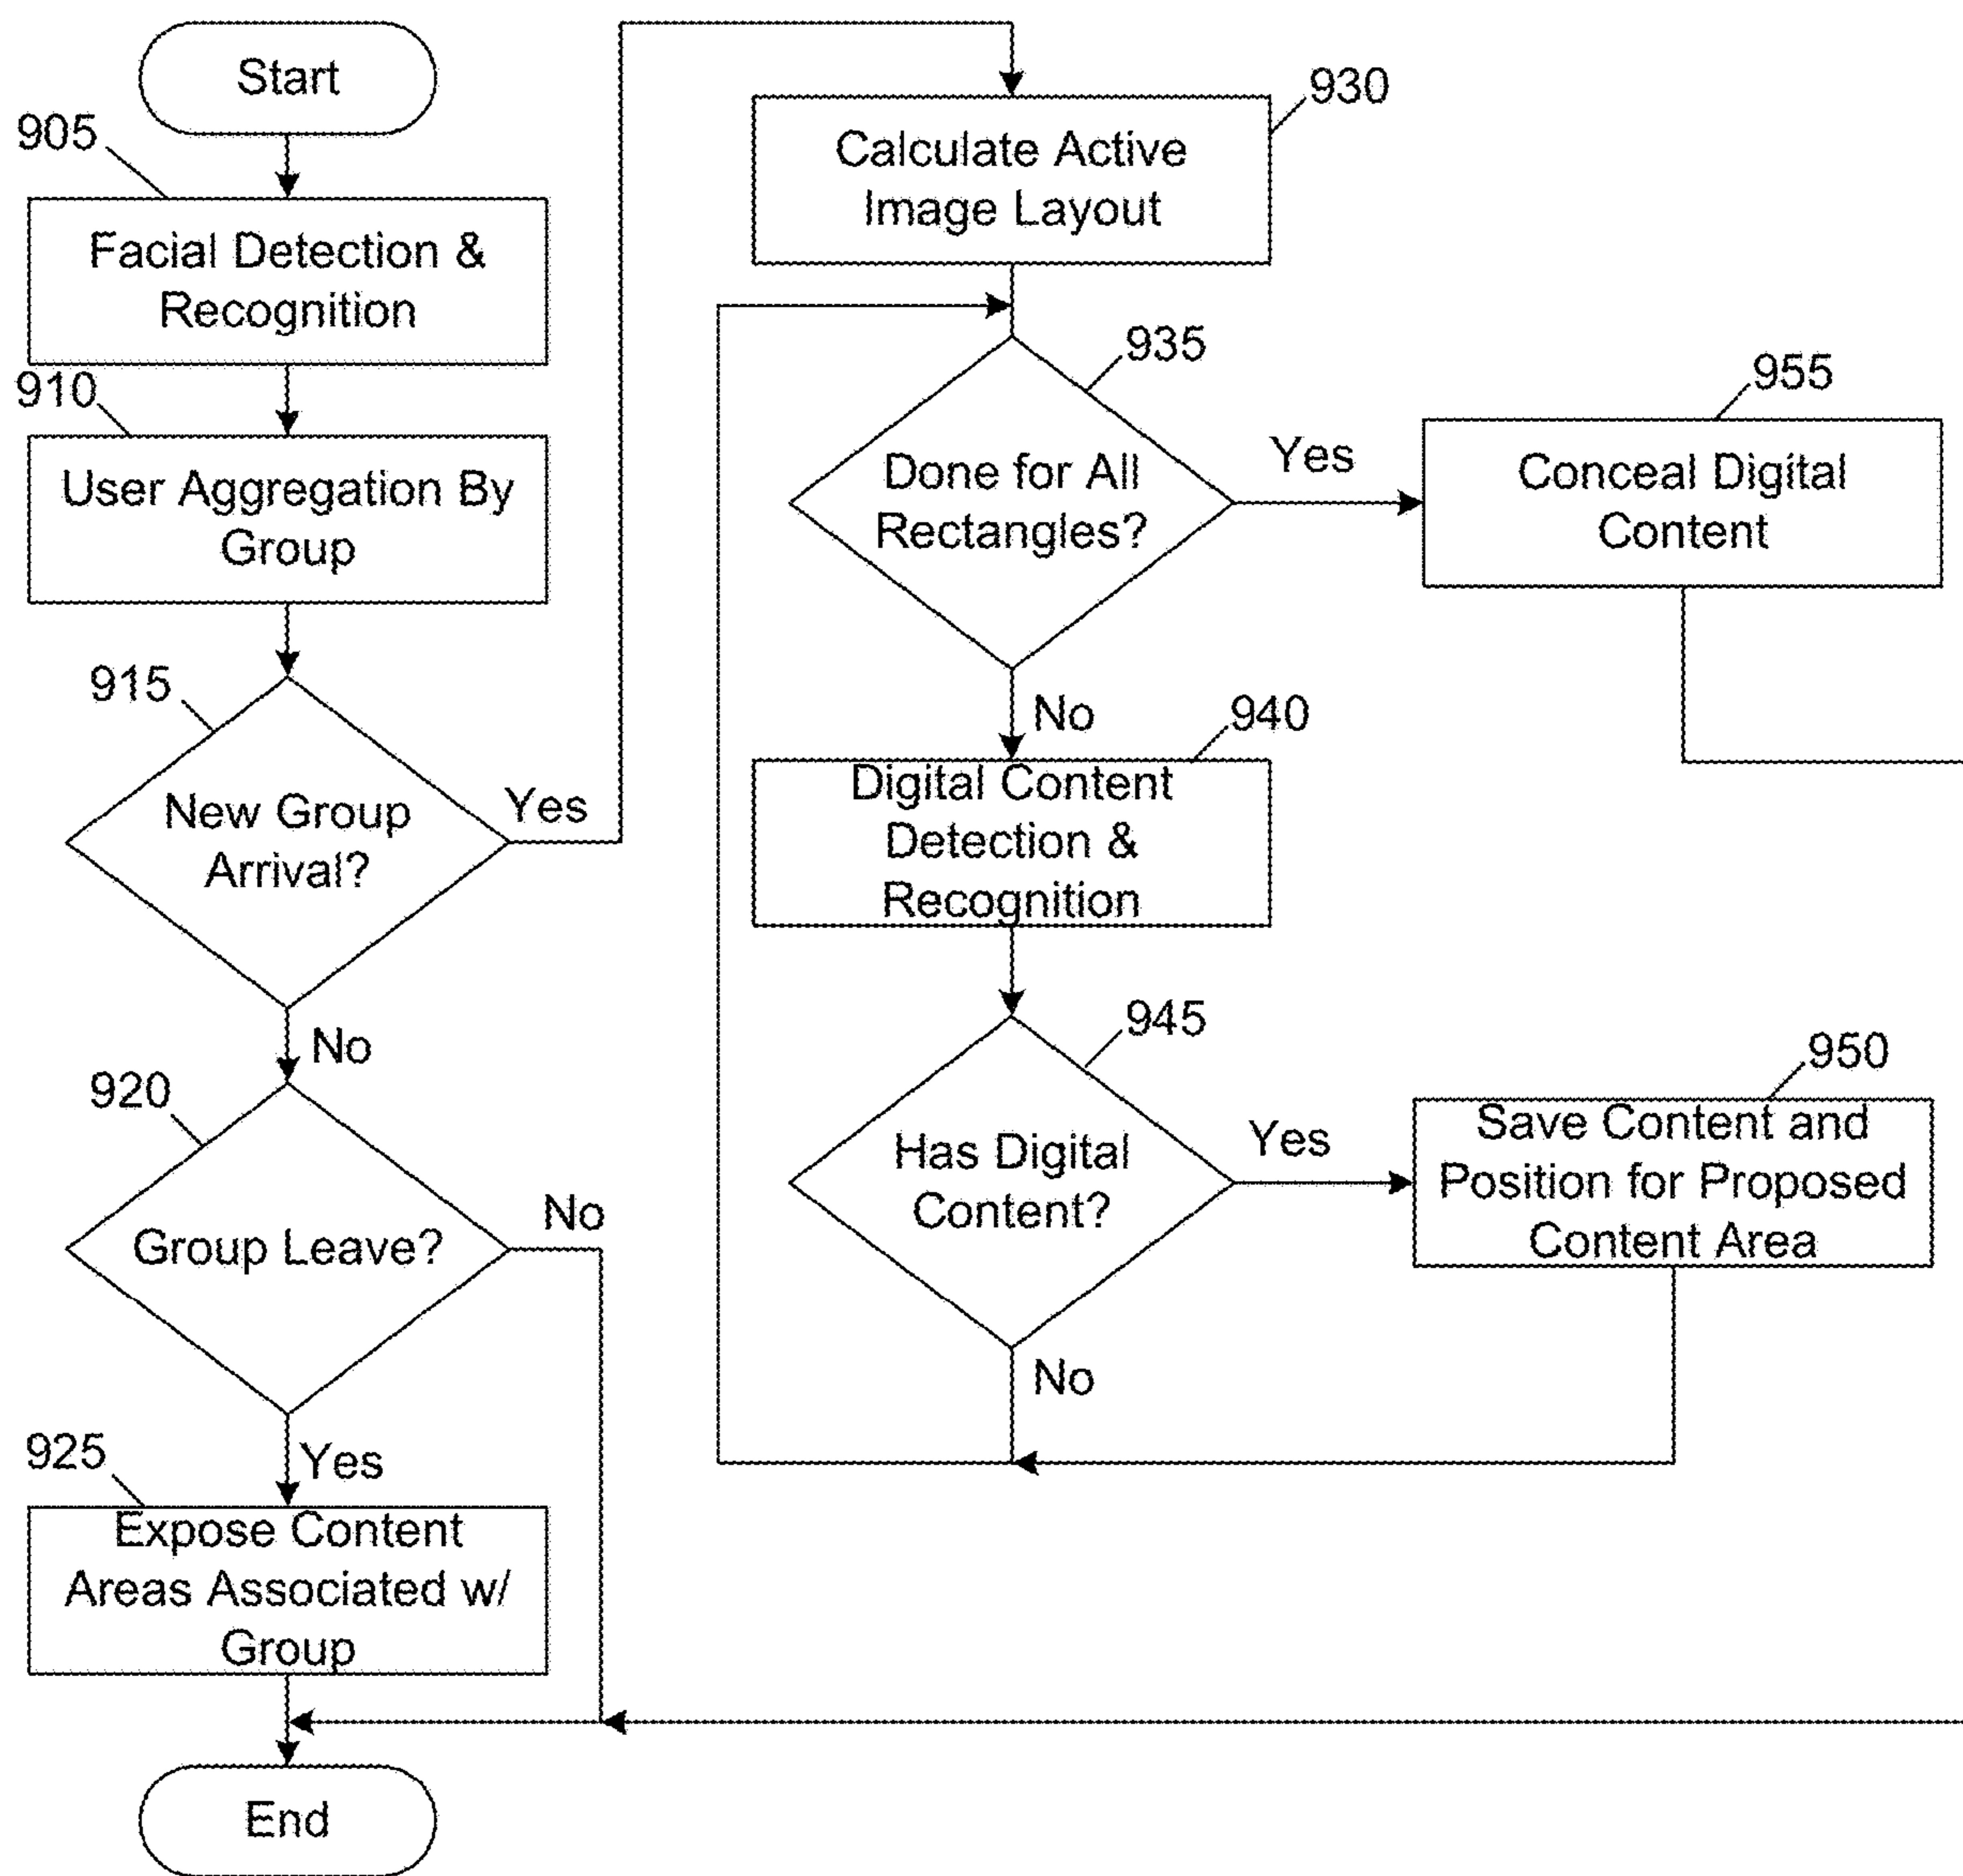 Start
905
Facial Detection &
Recognition
910
User Aggregation By
Group
915
New Group
Arrival?
Yes
No
920
Group Leave?
No
Yes
925
Expose Content
Areas Associated w/
Group
End
930
Calculate Active
Image Layout
935
Done for All
Rectangles?
Yes
No
955
Conceal Digital
Content
940
Digital Content
Detection &
Recognition
945
Has Digital
Content?
Yes
No
950
Save Content and
Position for Proposed
Content Area